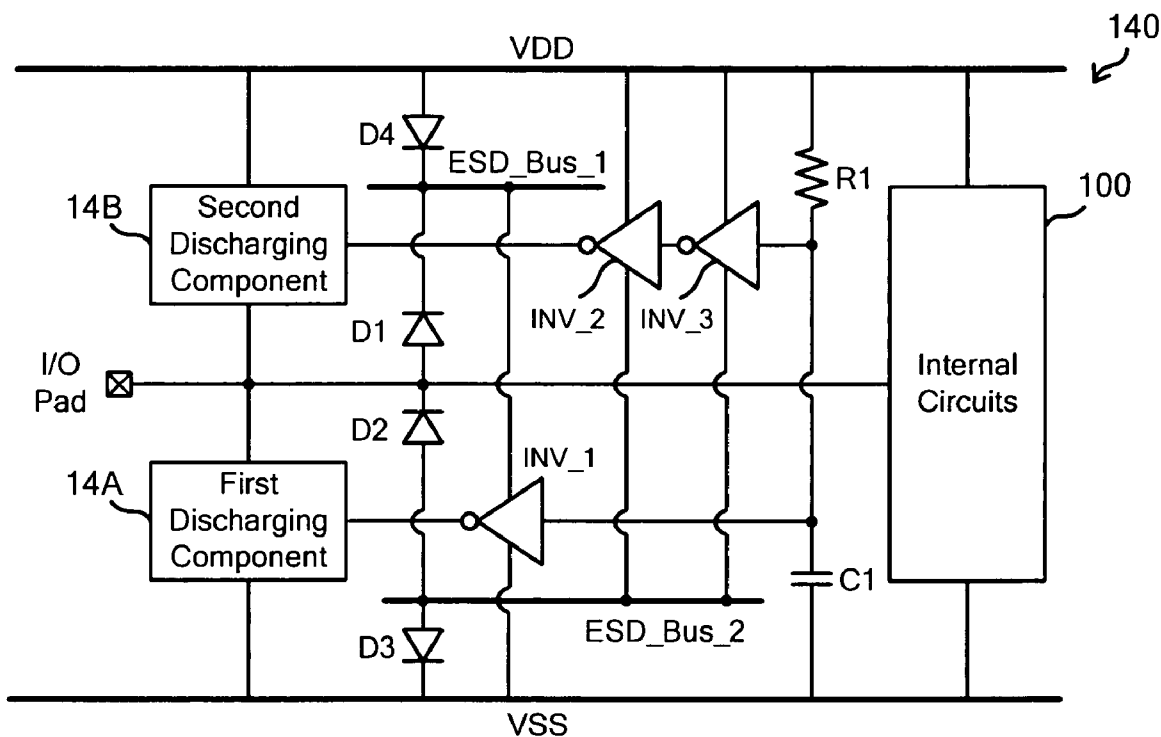 140
VDD
D4
ESD_Bus_1
R1
100
14B
Second
Discharging
Component
D1
INV_2
INV_3
I/O
Pad
Internal
Circuits
D2
INV_1
14A
First
Discharging
Component
C1
ESD_Bus_2
D3
VSS